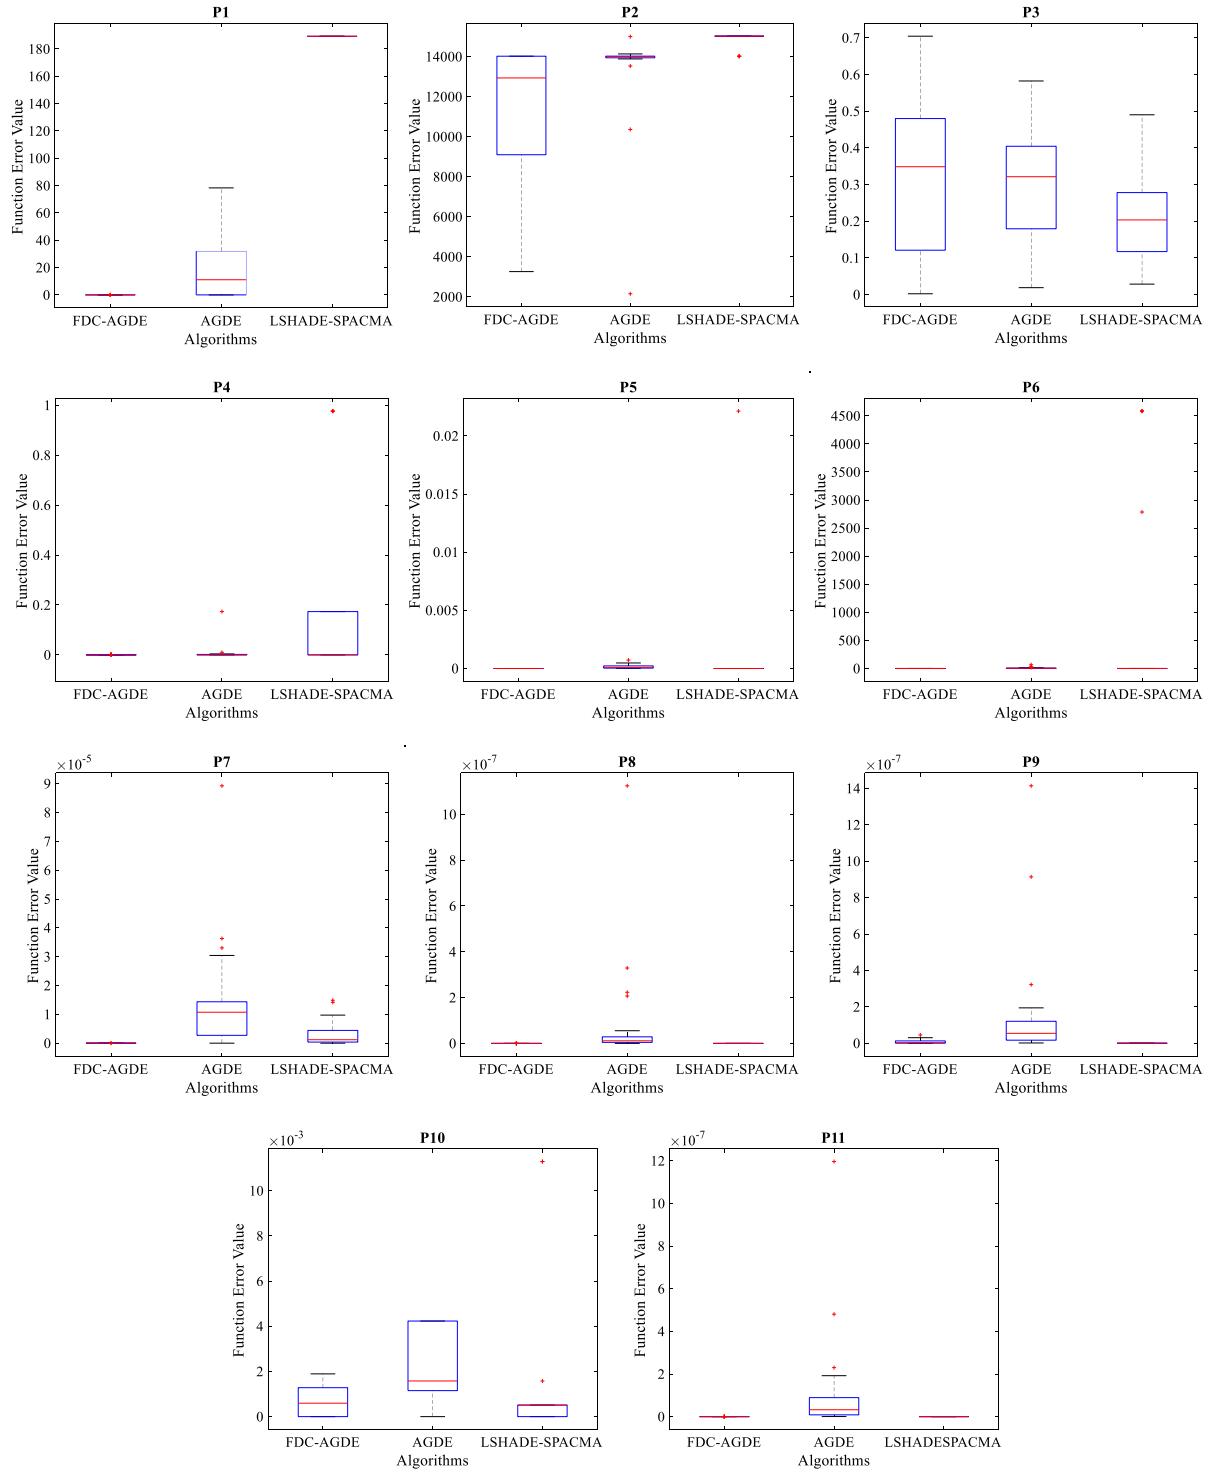 P1
Function Error Value
180
160
140
120
100
80
60
40
20
0
FDC-AGDE AGDE LSHADE-SPACMA
Algorithms
P2
Function Error Value
14000
12000
10000
8000
6000
4000
2000
FDC-AGDE AGDE LSHADE-SPACMA
Algorithms
P3
Function Error Value
0.7
0.6
0.5
0.4
0.3
0.2
0.1
0
FDC-AGDE AGDE LSHADE-SPACMA
Algorithms
P4
Function Error Value
1
0.8
0.6
0.4
0.2
0
FDC-AGDE AGDE LSHADE-SPACMA
Algorithms
P5
Function Error Value
0.02
0.015
0.01
0.005
0
FDC-AGDE AGDE LSHADE-SPACMA
Algorithms
P6
Function Error Value
4500
4000
3500
3000
2500
2000
1500
1000
500
0
FDC-AGDE AGDE LSHADE-SPACMA
Algorithms
P7
×10-5
Function Error Value
9
8
7
6
5
4
3
2
1
0
FDC-AGDE AGDE LSHADE-SPACMA
Algorithms
P8
×10-7
Function Error Value
10
8
6
4
2
0
FDC-AGDE AGDE LSHADE-SPACMA
Algorithms
P9
×10-7
Function Error Value
14
12
10
8
6
4
2
0
FDC-AGDE AGDE LSHADE-SPACMA
Algorithms
P10
×10-3
Function Error Value
10
8
6
4
2
0
FDC-AGDE AGDE LSHADE-SPACMA
Algorithms
P11
×10-7
Function Error Value
12
10
8
6
4
2
0
FDC-AGDE AGDE LSHADESPACMA
Algorithms